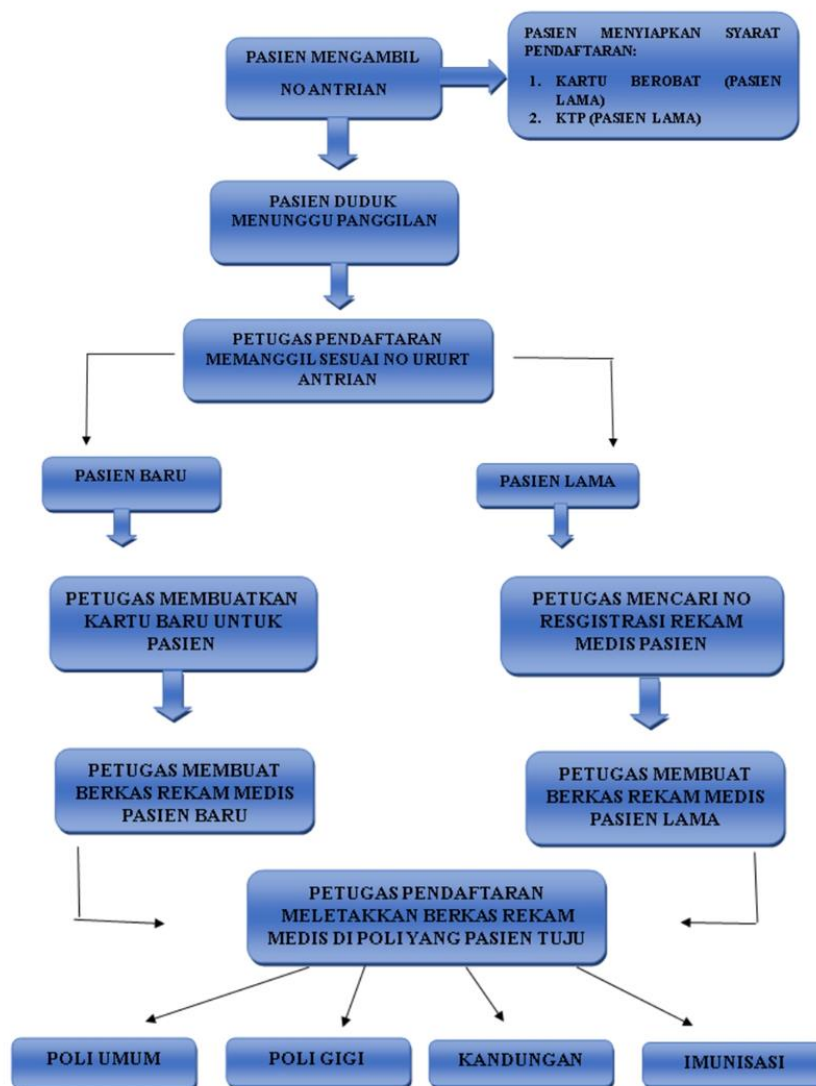 PASIEN MENGAMBIL
NO ANTRIAN
PASIEN MENYIAPKAN SYARAT
PENDAFTARAN:
1. KARTU BEROBAT (PASIEN
LAMA)
2. KTP (PASIEN LAMA)
PASIEN DUDUK
MENUNGGU PANGGILAN
PETUGAS PENDAFTARAN
MEMANGGIL SESUAI NO URURT
ANTRIAN
PASIEN BARU
PASIEN LAMA
PETUGAS MEMBUATKAN
KARTU BARU UNTUK
PASIEN
PETUGAS MENCARI NO
RESGISTRASI REKAM
MEDIS PASIEN
PETUGAS MEMBUAT
BERKAS REKAM MEDIS
PASIEN BARU
PETUGAS MEMBUAT
BERKAS REKAM MEDIS
PASIEN LAMA
PETUGAS PENDAFTARAN
MELETAKKAN BERKAS REKAM
MEDIS DI POLI YANG PASIEN TUJU
POLI UMUM
POLI GIGI
KANDUNGAN
IMUNISASI